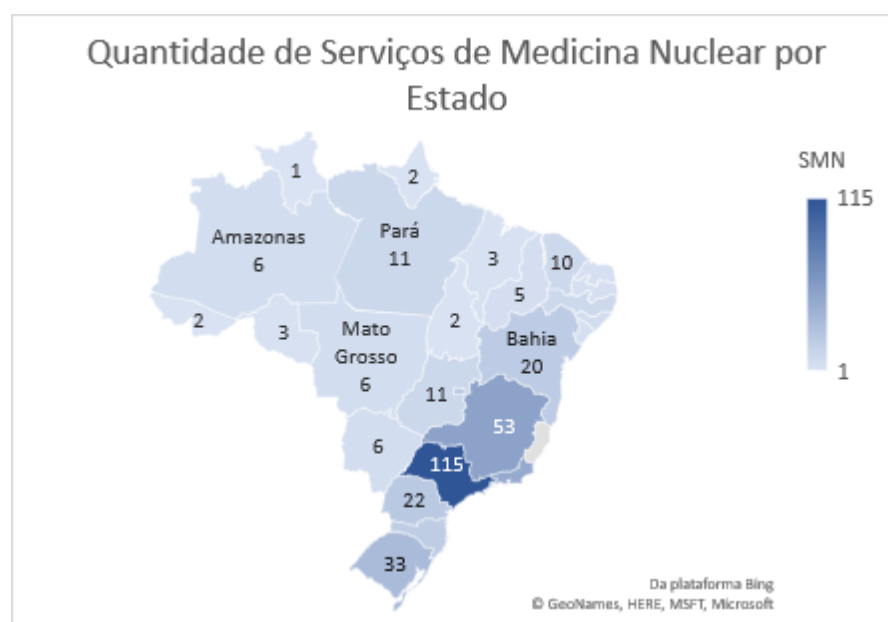 Quantidade de Serviços de Medicina Nuclear por
Estado
SMN
115
1
1
2
Amazonas
6
Pará
11
3
10
5
2
3
Mato
Grosso
6
2
Bahia
20
11
53
6
115
22
33
Da plataforma Bing
© GeoNames, HERE, MSFT, Microsoft